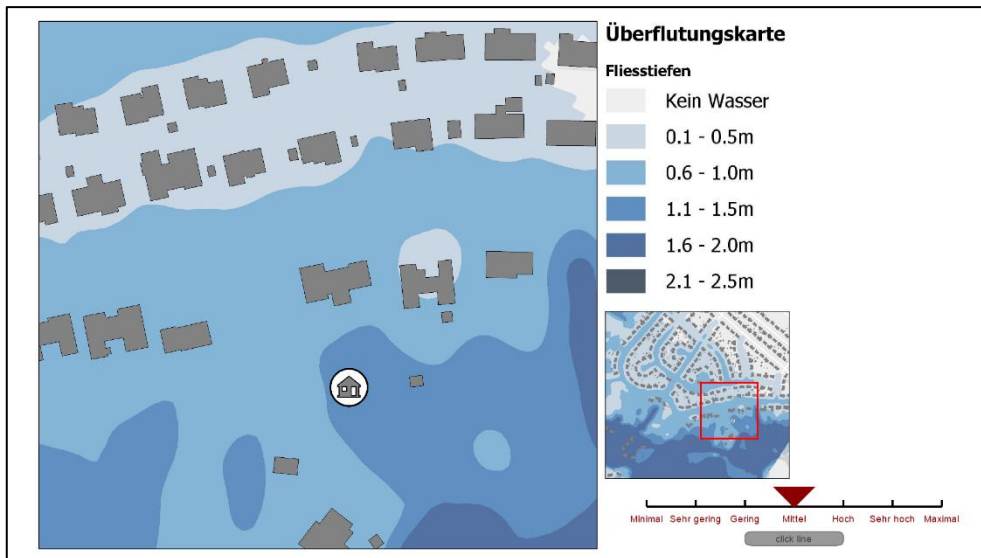 Überflutungskarte
Fliesstiefen
Kein Wasser
0.1 - 0.5m
0.6 - 1.0m
1.1 - 1.5m
1.6 - 2.0m
2.1 - 2.5m
Minimal Sehr gering Gering Mittel Hoch Sehr hoch Maximal
click line